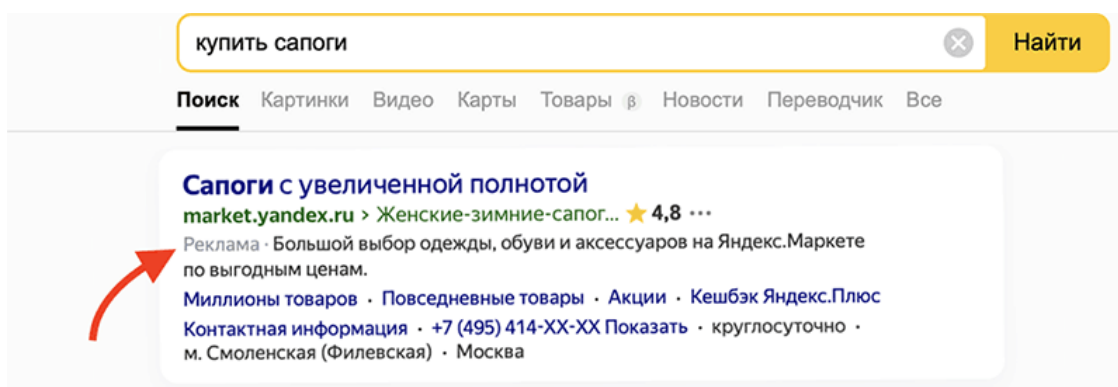 купить сапоги
Найти
Поиск Картинки Видео Карты Товары β Новости Переводчик Все
Сапоги с увеличенной полнотой
market.yandex.ru › Женские-зимние-сапог... 4,8 ···
Реклама · Большой выбор одежды, обуви и аксессуаров на Яндекс.Маркете
по выгодным ценам.
Миллионы товаров · Повседневные товары · Акции · Кешбэк Яндекс.Плюс
Контактная информация · +7 (495) 414-XX-XX Показать · круглосуточно ·
м. Смоленская (Филевская) · Москва